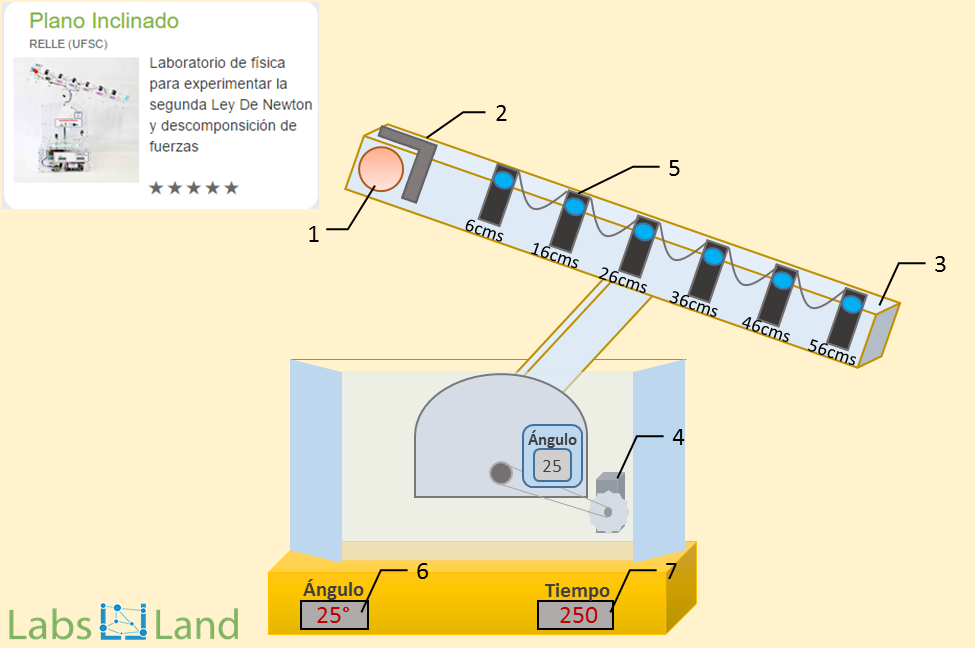 Plano Inclinado
RELLE (UFSC)
Laboratorio de física
para experimentar la
segunda Ley De Newton
y descomponsición de
fuerzas
★★★★★
2
5
1
3
6cms
16cms
26cms
36cms
46cms
56cms
4
Ángulo
25
6
7
Ángulo
25°
Tiempo
250
Labs Land